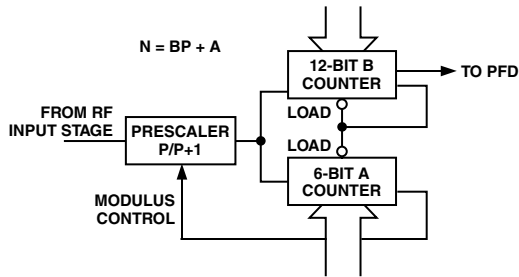 N = BP + A
12-BIT B
COUNTER
TO PFD
LOAD
FROM RF
INPUT STAGE
PRESCALER
P/P+1
LOAD
6-BIT A
COUNTER
MODULUS
CONTROL